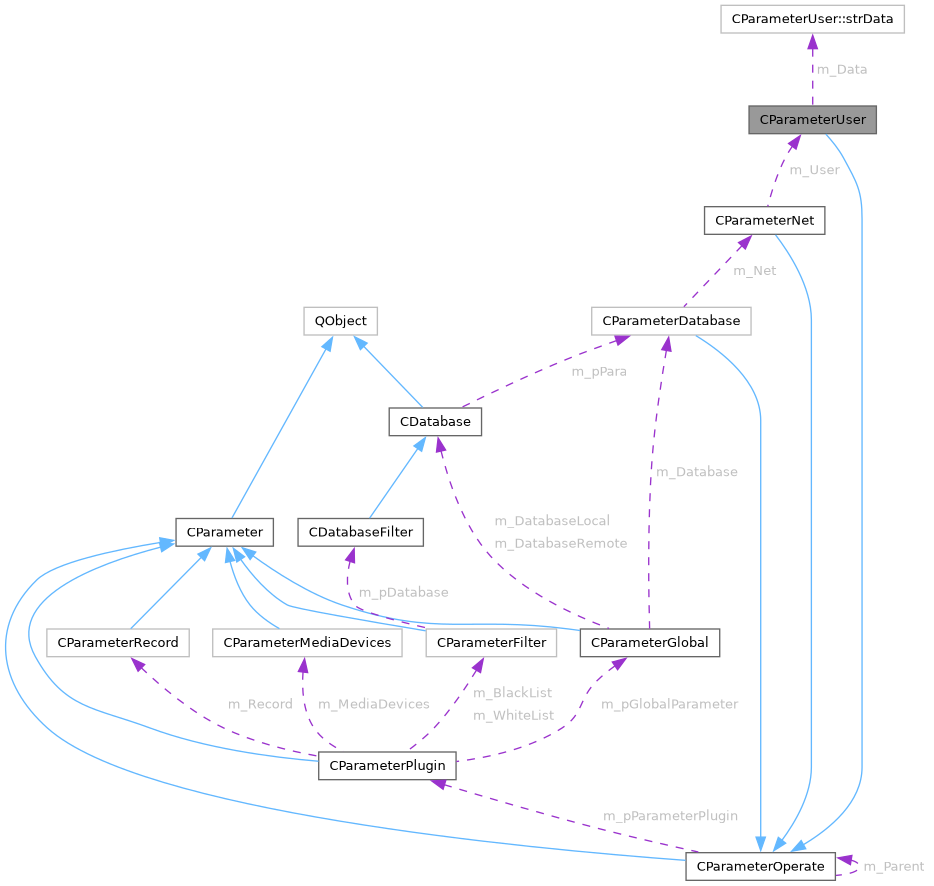 CParameterUser::strData
m_Data
CParameterUser
m_User
CParameterNet
m_Net
QObject
CParameterDatabase
m_pPara
CDatabase
m_Database
m_DatabaseLocal
m_DatabaseRemote
CParameter
CDatabaseFilter
m_pDatabase
CParameterRecord
CParameterMediaDevices
CParameterFilter
CParameterGlobal
m_Record
m_MediaDevices
m_BlackList
m_WhiteList
m_pGlobalParameter
CParameterPlugin
m_pParameterPlugin
CParameterOperate
m_Parent